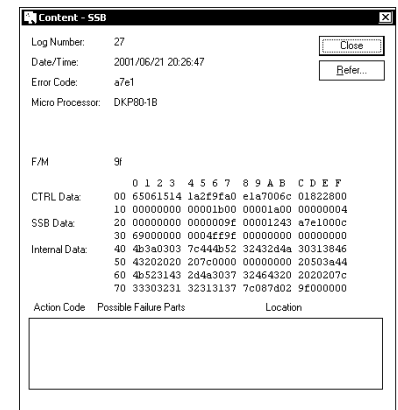 Content - SSB
Log Number: 27
Close
Date/Time: 2001/06/21 20:26:47
Refer...
Error Code: a7e1
Micro Processor: DKP80-1B
F/M 9f
0 1 2 3 4 5 6 7 8 9 A B C D E F
CTRL Data: 00 65061514 1a2f9fa0 e1a7006c 01822800
10 00000000 00001b00 00001a00 00000004
SSB Data: 20 00000000 0000009f 00001243 a7e1000c
30 69000000 0004ff9f 00000000 00000000
Internal Data: 40 4b3a0303 7c444b52 32432d4a 30313846
50 43202020 207c0000 00000000 20503a44
60 4b523143 2d4a3037 32464320 2020207c
70 33303231 32313137 7c087d02 9f000000
Action Code Possible Failure Parts Location